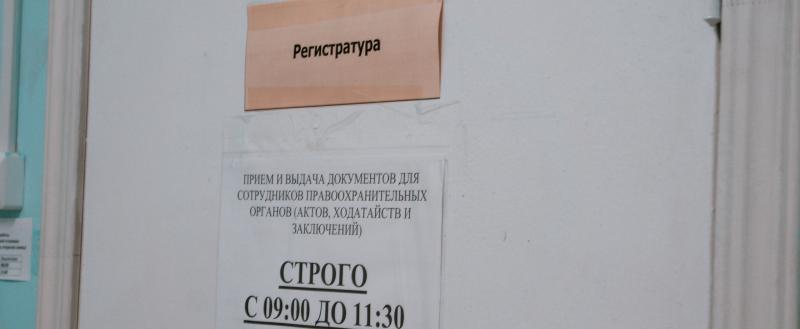 Регистратура
ПРИЕМ И ВЫДАЧА ДОКУМЕНТОВ ДЛЯ
СОТРУДНИКОВ ПРАВООХРАНИТЕЛЬНЫХ
ОРГАНОВ (АКТОВ, ХОДАТАЙСТВ И
ЗАКЛЮЧЕНИЙ)
СТРОГО
С 09:00 ДО 11:30